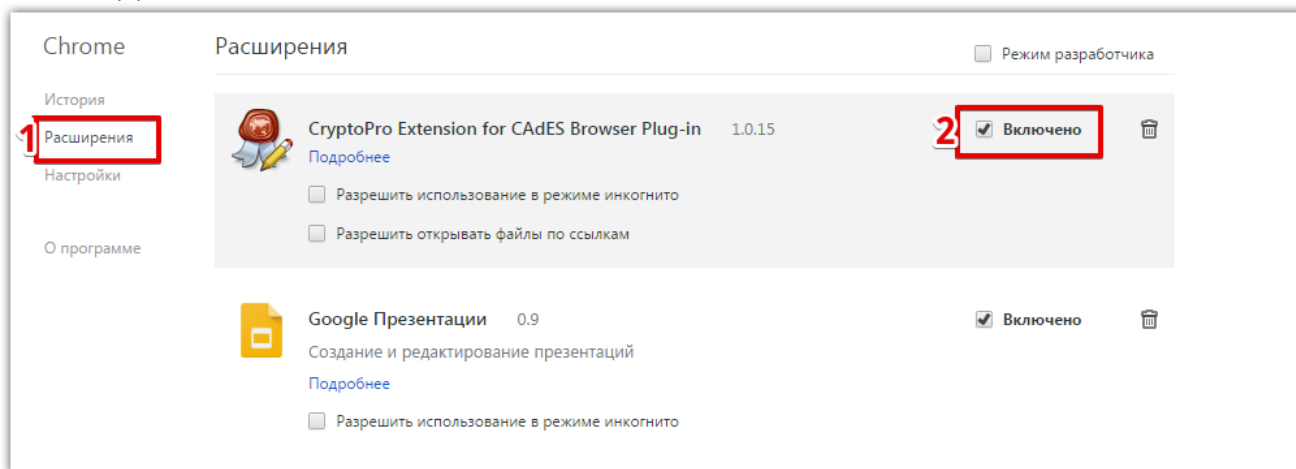 Chrome
Расширения
Режим разработчика
История
1
Расширения
Настройки
О программе
CryptoPro Extension for CAdES Browser Plug-in 1.0.15
2
Включено
Подробнее
Разрешить использование в режиме инкогнито
Разрешить открывать файлы по ссылкам
Google Презентации 0.9
Включено
Создание и редактирование презентаций
Подробнее
Разрешить использование в режиме инкогнито